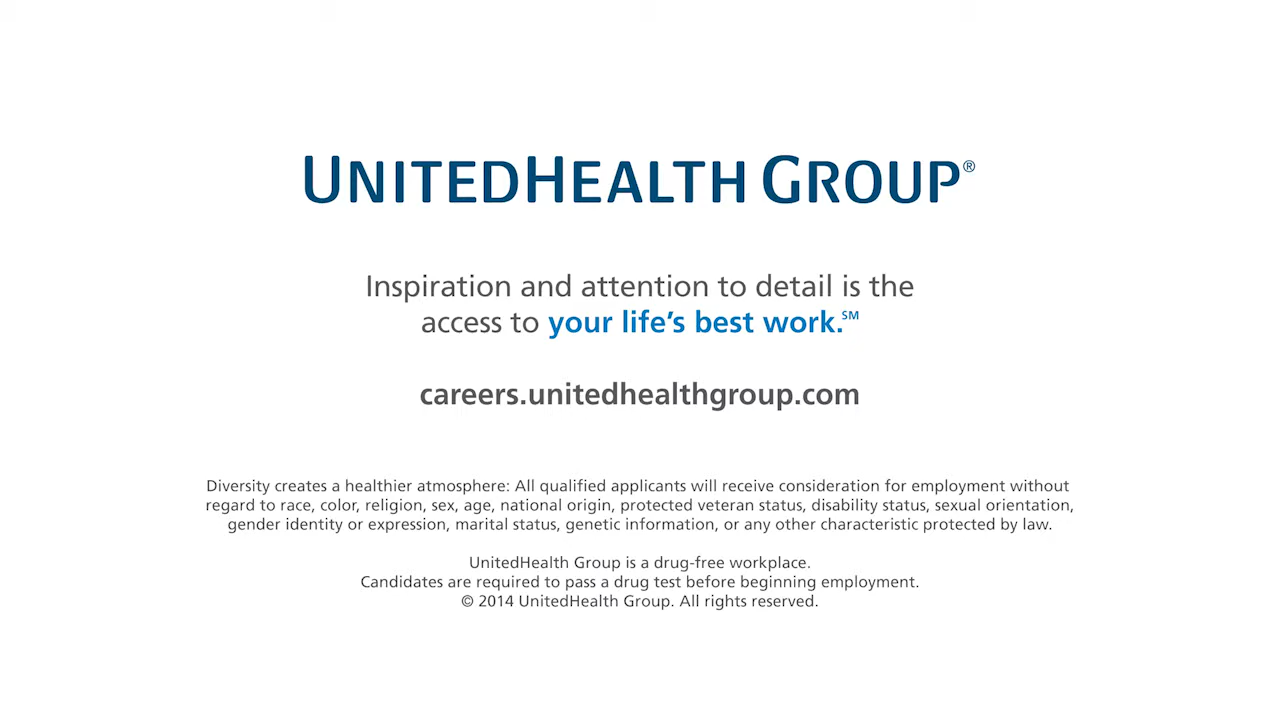 UNITEDHEALTH GROUP®
Inspiration and attention to detail is the
access to your life’s best work.℠
careers.unitedhealthgroup.com
Diversity creates a healthier atmosphere: All qualified applicants will receive consideration for employment without
regard to race, color, religion, sex, age, national origin, protected veteran status, disability status, sexual orientation,
gender identity or expression, marital status, genetic information, or any other characteristic protected by law.
UnitedHealth Group is a drug-free workplace.
Candidates are required to pass a drug test before beginning employment.
© 2014 UnitedHealth Group. All rights reserved.